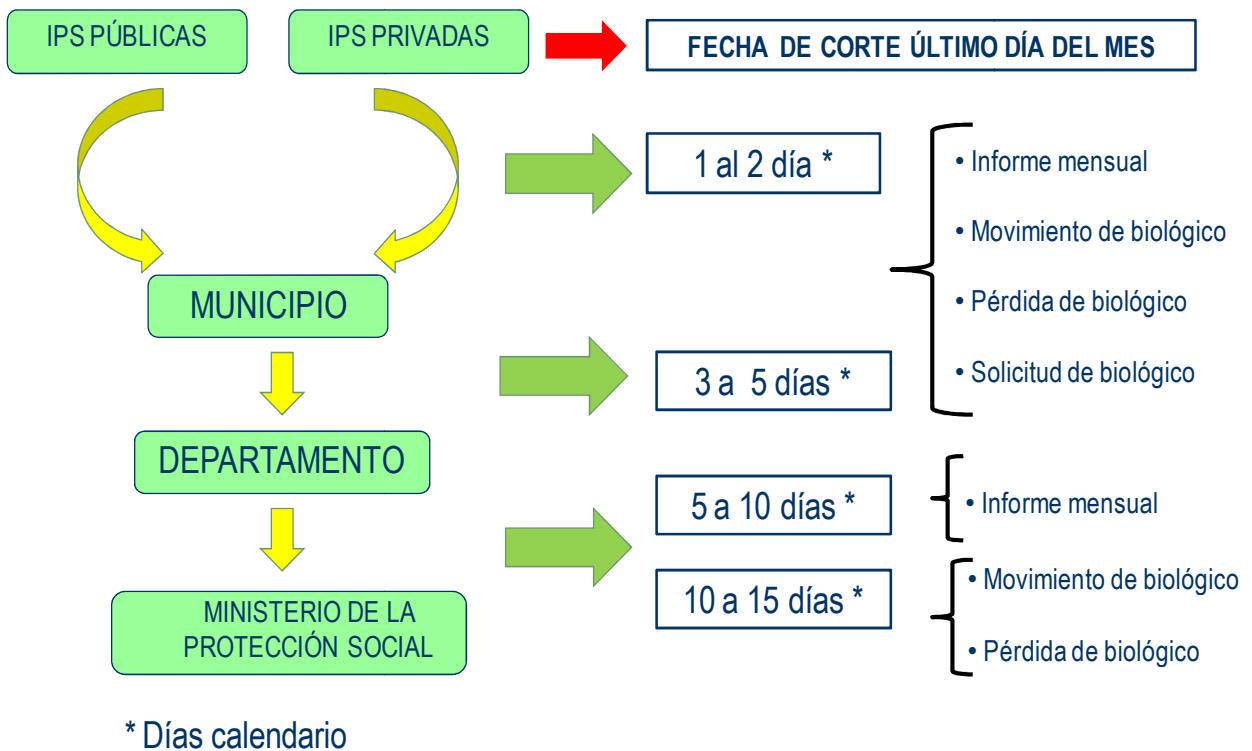 IPS PÚBLICAS
IPS PRIVADAS
FECHA DE CORTE ÚLTIMO DÍA DEL MES
1 al 2 día *
• Informe mensual
• Movimiento de biológico
• Pérdida de biológico
• Solicitud de biológico
MUNICIPIO
3 a 5 días *
DEPARTAMENTO
5 a 10 días *
• Informe mensual
10 a 15 días *
• Movimiento de biológico
• Pérdida de biológico
MINISTERIO DE LA
PROTECCIÓN SOCIAL
* Días calendario